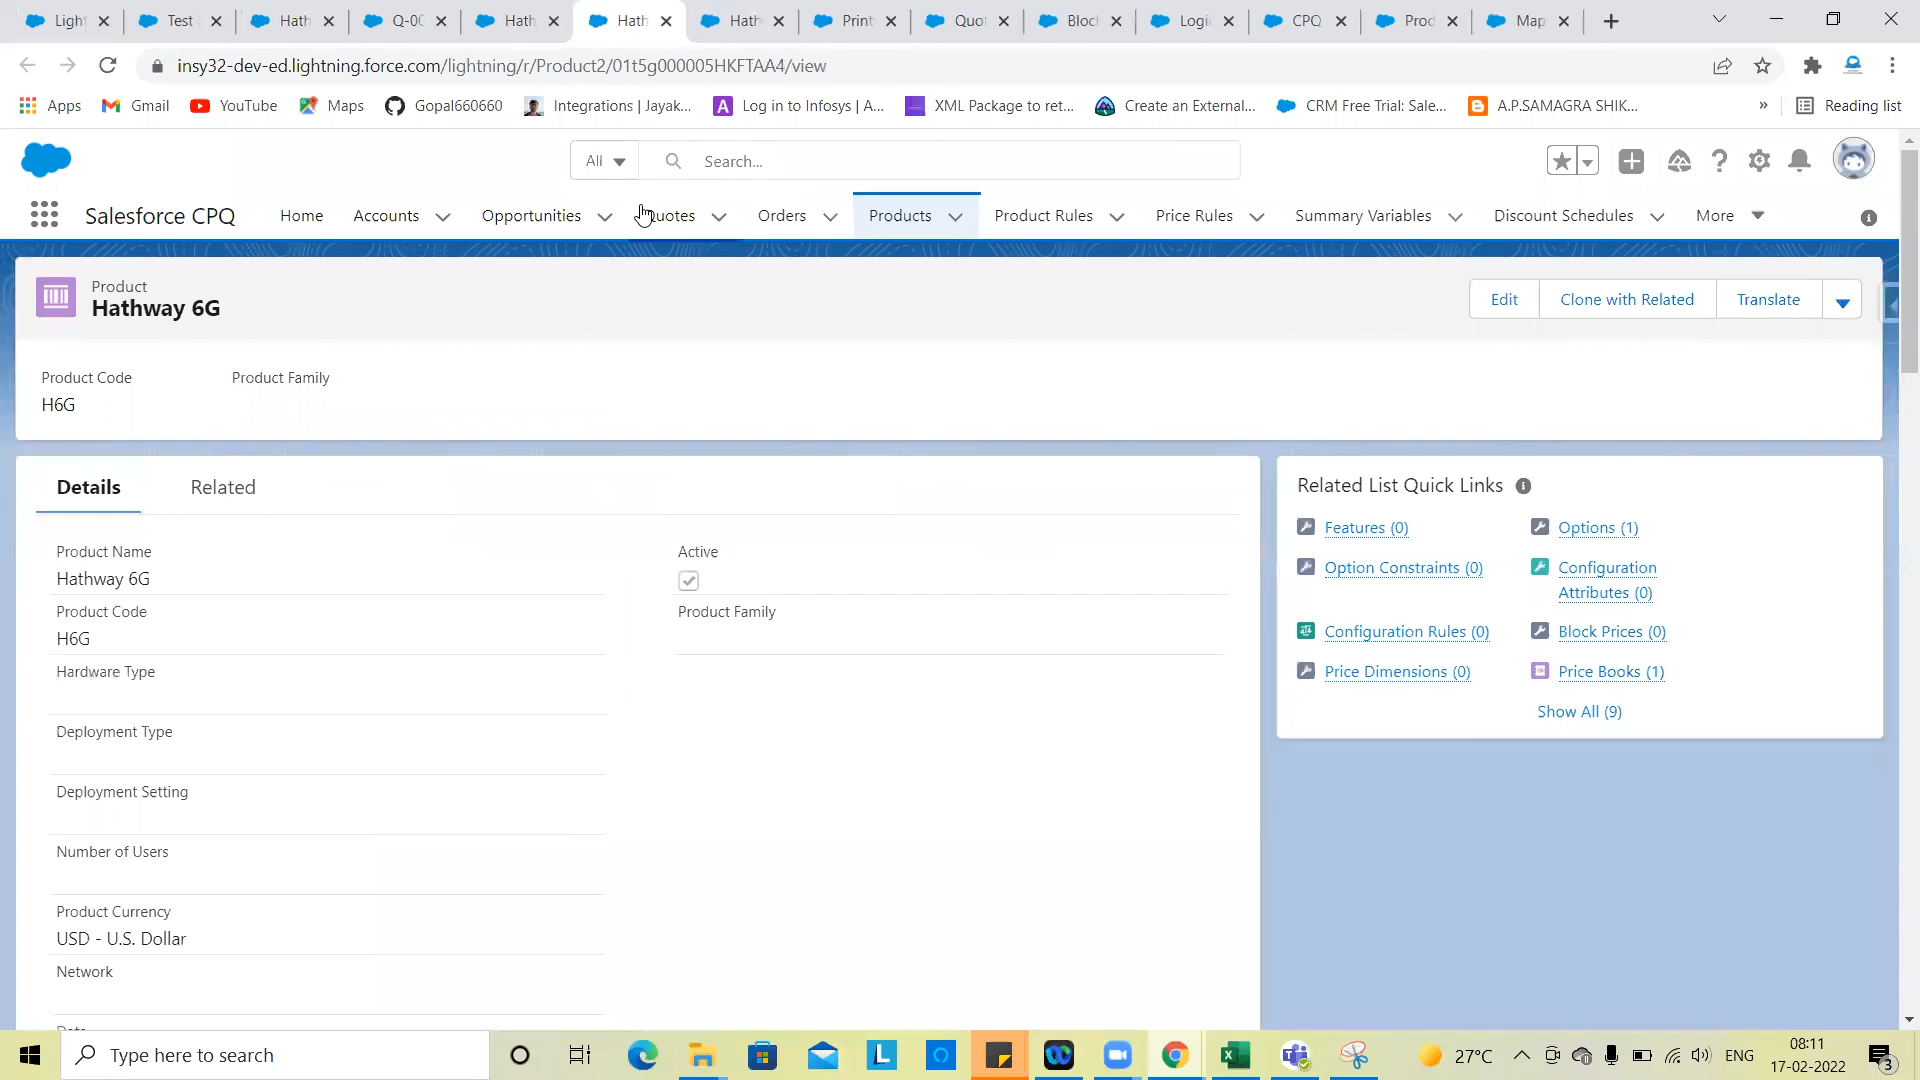 Light
Test
Hath
Q-00
Hath
Hath
Hath
Print
Quot
Block
Logi
CPQ
Prod
Map
insy32-dev-ed.lightning.force.com/lightning/r/Product2/01t5g000005HKFTAA4/view
Apps
Gmail
YouTube
Maps
Gopal660660
Integrations | Jayak...
Log in to Infosys | A...
XML Package to ret...
Create an External...
CRM Free Trial: Sale...
A.P.SAMAGRA SHIK...
»
Reading list
All
Search...
Salesforce CPQ
Home
Accounts
Opportunities
Quotes
Orders
Products
Product Rules
Price Rules
Summary Variables
Discount Schedules
More
Product
Hathway 6G
Edit
Clone with Related
Translate
Product Code
Product Family
H6G
Details
Related
Related List Quick Links
Features (0)
Options (1)
Option Constraints (0)
Configuration
Attributes (0)
Configuration Rules (0)
Block Prices (0)
Price Dimensions (0)
Price Books (1)
Show All (9)
Product Name
Hathway 6G
Active
Product Code
H6G
Product Family
Hardware Type
Deployment Type
Deployment Setting
Number of Users
Product Currency
USD - U.S. Dollar
Network
Type here to search
27°C
ENG
08:11
17-02-2022
3